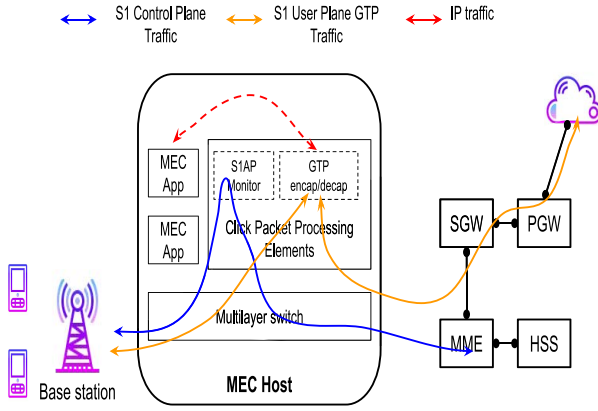 S1 Control Plane
Traffic
S1 User Plane GTP
Traffic
IP traffic
MEC
App
S1AP
Monitor
GTP
encap/decap
MEC
App
Click Packet Processing
Elements
Multilayer switch
MEC Host
Base station
SGW
PGW
MME
HSS